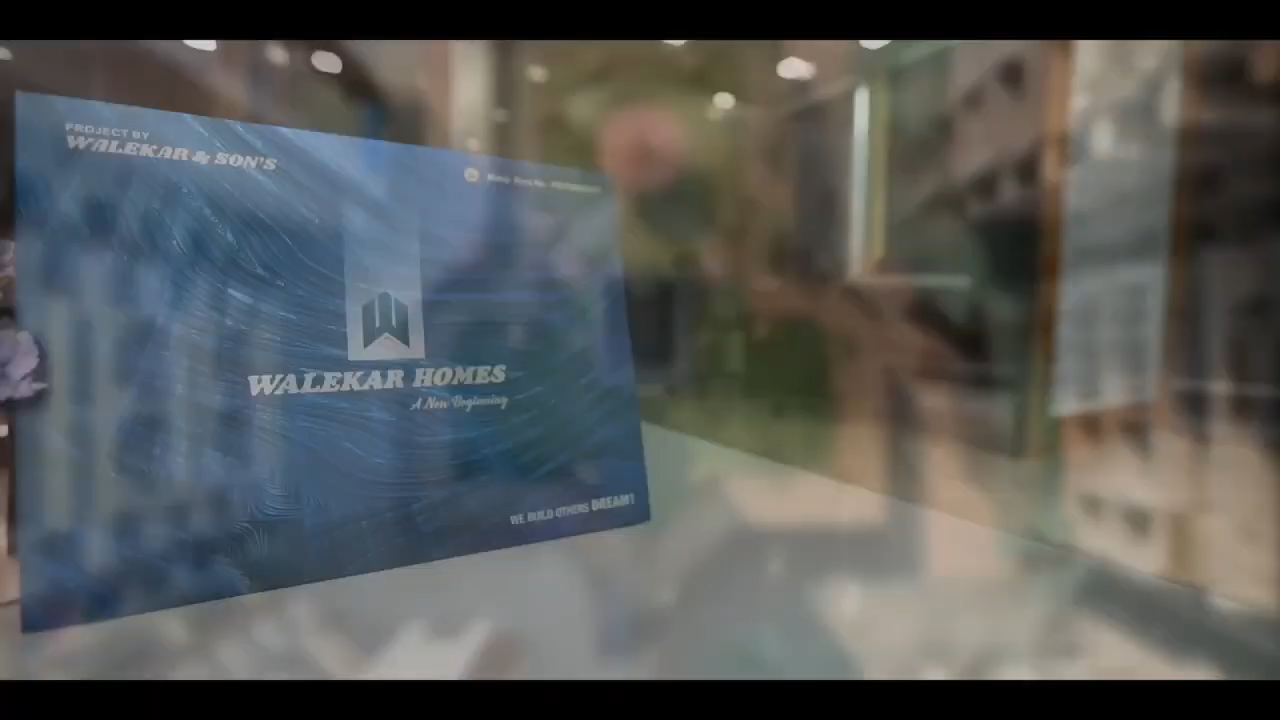 PROJECT BY
WALEKAR & SON'S
WALEKAR HOMES
A New Beginning
WE BUILD OTHERS DREAM!